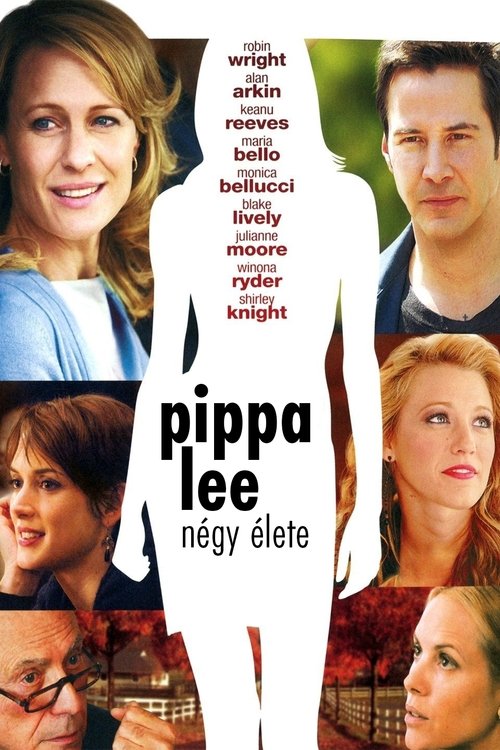 robin
wright
alan
arkin
keanu
reeves
maria
bello
monica
bellucci
blake
lively
julianne
moore
winona
ryder
shirley
knight
pippa
lee
négy élete